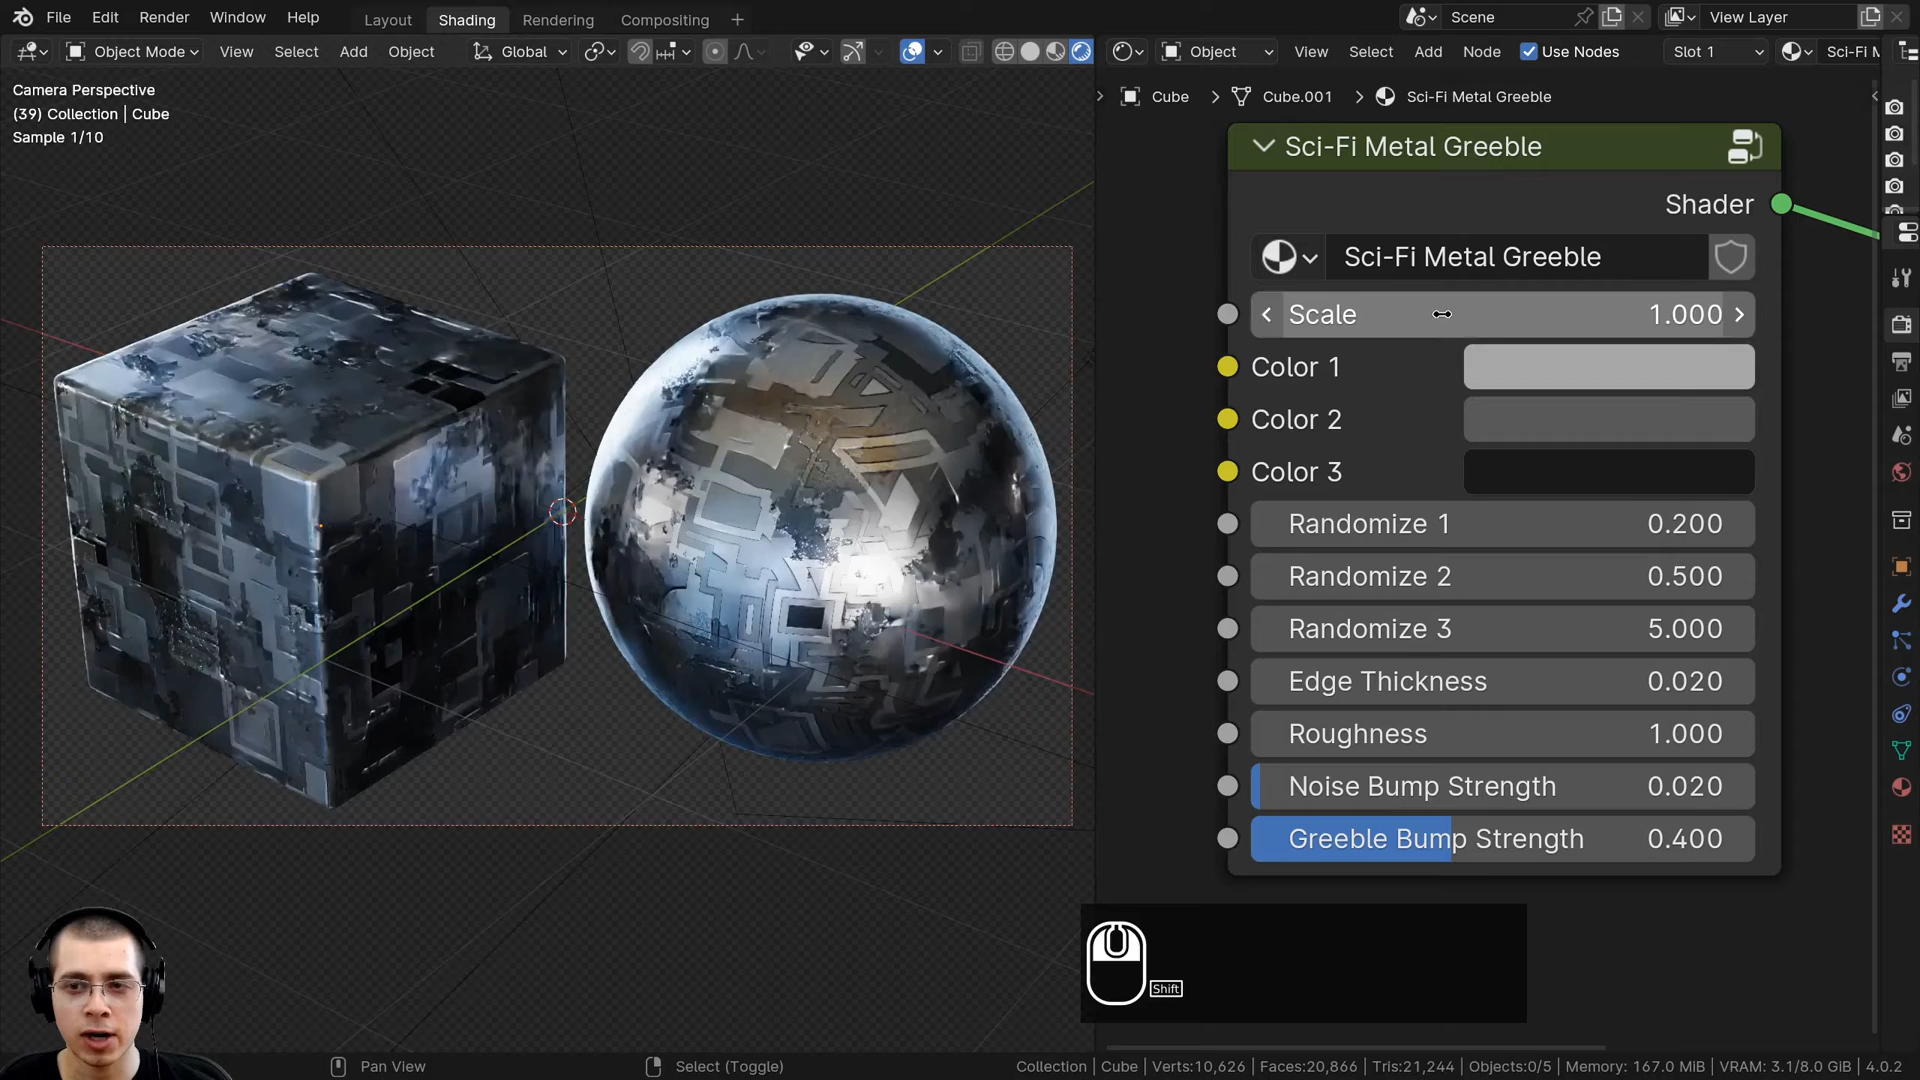 File Edit Render Window Help Layout Shading Rendering Compositing + Scene View Layer
Object Mode View Select Add Object Global Object View Select Add Node Use Nodes Slot 1 Sci-Fi M
Camera Perspective
(39) Collection | Cube
Sample 1/10
Cube > Cube.001 > Sci-Fi Metal Greeble
Sci-Fi Metal Greeble
Shader
Sci-Fi Metal Greeble
Scale 1.000
Color 1
Color 2
Color 3
Randomize 1 0.200
Randomize 2 0.500
Randomize 3 5.000
Edge Thickness 0.020
Roughness 1.000
Noise Bump Strength 0.020
Greeble Bump Strength 0.400
Shift
Pan View Select (Toggle) Collection | Cube | Verts:10,626 | Faces:20,866 | Tris:21,244 | Objects:0/5 | Memory: 167.0 MiB | VRAM: 3.1/8.0 GiB | 4.0.2